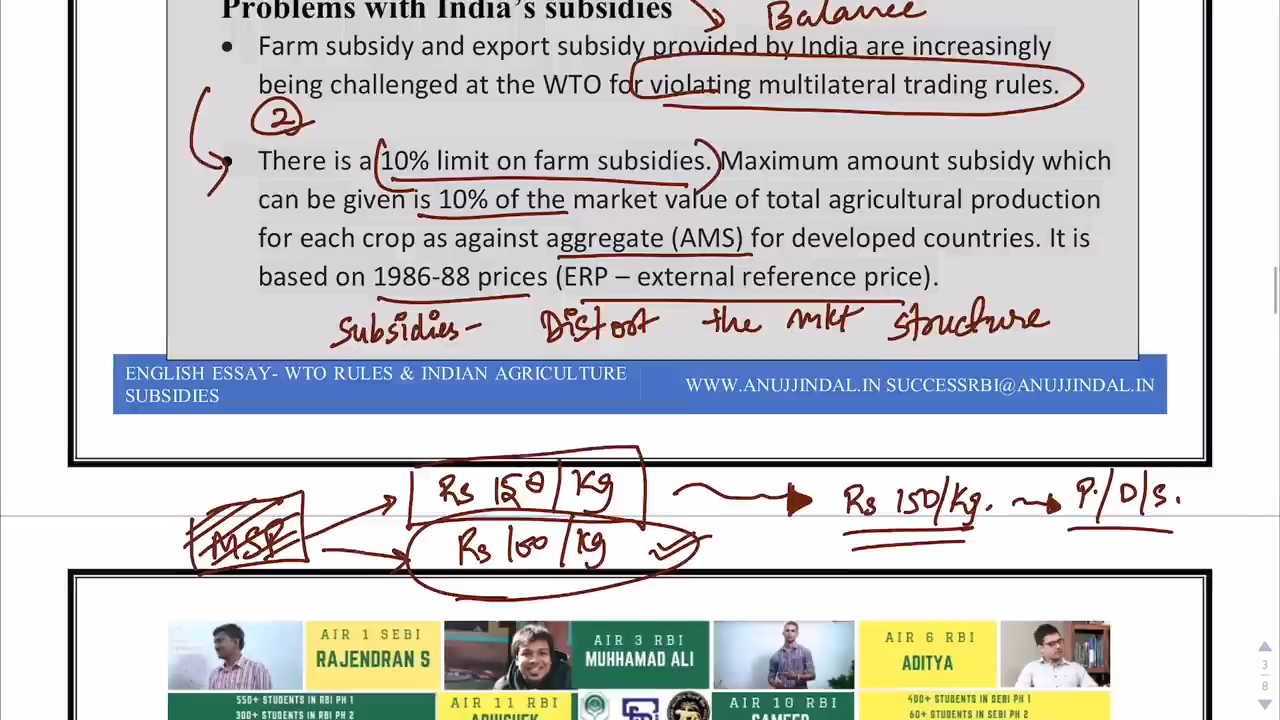 Problems with India's subsidies
Balance
• Farm subsidy and export subsidy provided by India are increasingly
being challenged at the WTO for violating multilateral trading rules.
2
• There is a 10% limit on farm subsidies. Maximum amount subsidy which
can be given is 10% of the market value of total agricultural production
for each crop as against aggregate (AMS) for developed countries. It is
based on 1986-88 prices (ERP – external reference price).
Subsidies - Distort the mkt structure
ENGLISH ESSAY- WTO RULES & INDIAN AGRICULTURE
SUBSIDIES
WWW.ANUJJINDAL.IN SUCCESSRBI@ANUJJINDAL.IN
MSP
Rs 150/Kg
Rs 150/Kg.
P./D/S.
Rs 100/Kg
AIR 1 SEBI
RAJENDRAN S
AIR 3 RBI
MUHHAMAD ALI
AIR 6 RBI
ADITYA
550+ STUDENTS IN RBI PH 1
300+ STUDENTS IN RBI PH 2
AIR 11 RBI
ABHISHEK
AIR 10 RBI
SAMEER
400+ STUDENTS IN SEBI PH 1
60+ STUDENTS IN SEBI PH 2
3
8